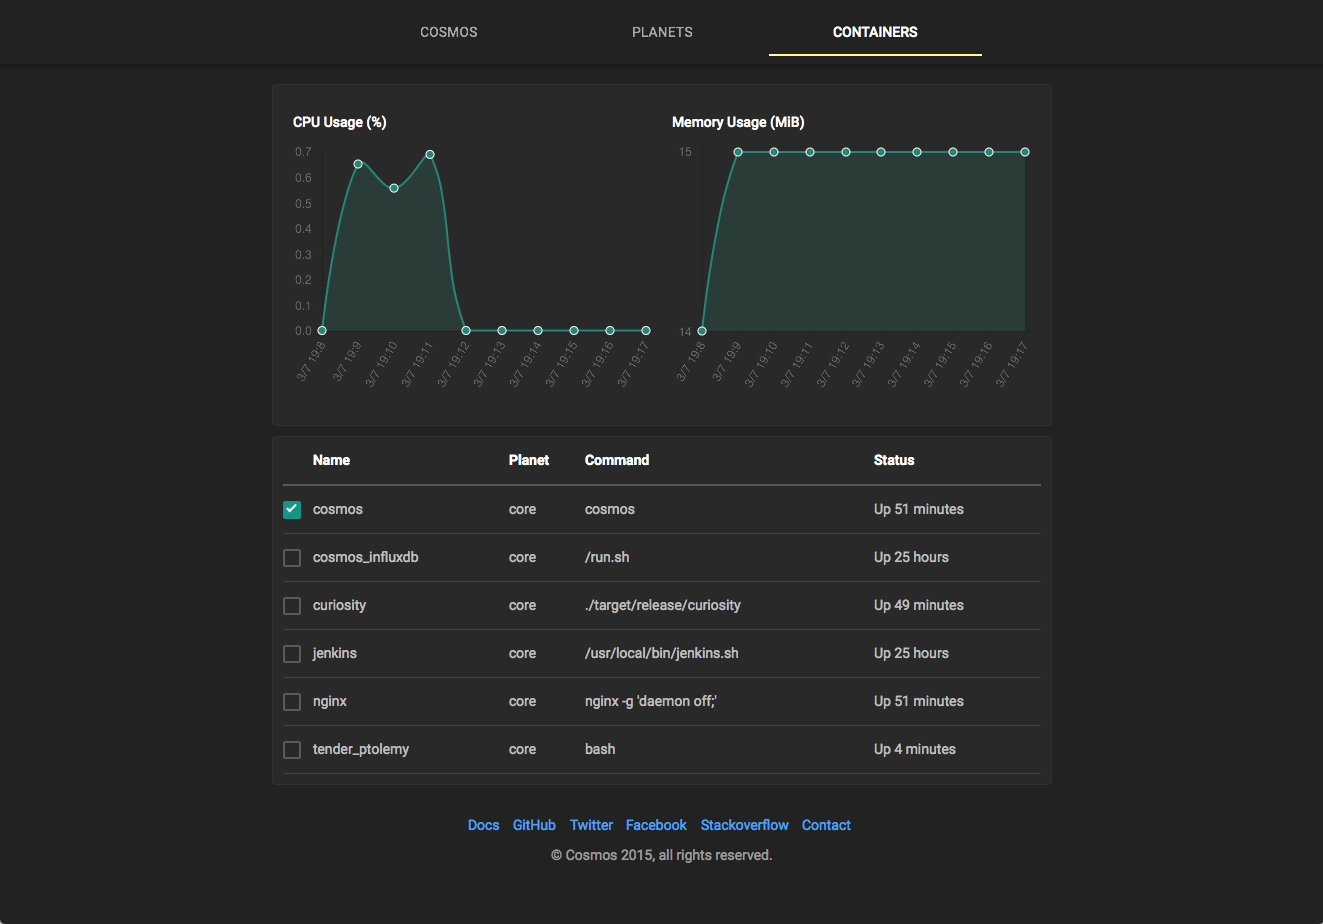 COSMOS PLANETS CONTAINERS
CPU Usage (%)
0.7
0.6
0.5
0.4
0.3
0.2
0.1
0.0
3/7 19:8 3/7 19:9 3/7 19:10 3/7 19:11 3/7 19:12 3/7 19:13 3/7 19:14 3/7 19:15 3/7 19:16 3/7 19:17
Memory Usage (MiB)
15
14
3/7 19:8 3/7 19:9 3/7 19:10 3/7 19:11 3/7 19:12 3/7 19:13 3/7 19:14 3/7 19:15 3/7 19:16 3/7 19:17
Name Planet Command Status
cosmos core cosmos Up 51 minutes
cosmos_influxdb core /run.sh Up 25 hours
curiosity core ./target/release/curiosity Up 49 minutes
jenkins core /usr/local/bin/jenkins.sh Up 25 hours
nginx core nginx -g 'daemon off;' Up 51 minutes
tender_ptolemy core bash Up 4 minutes
Docs GitHub Twitter Facebook Stackoverflow Contact
© Cosmos 2015, all rights reserved.